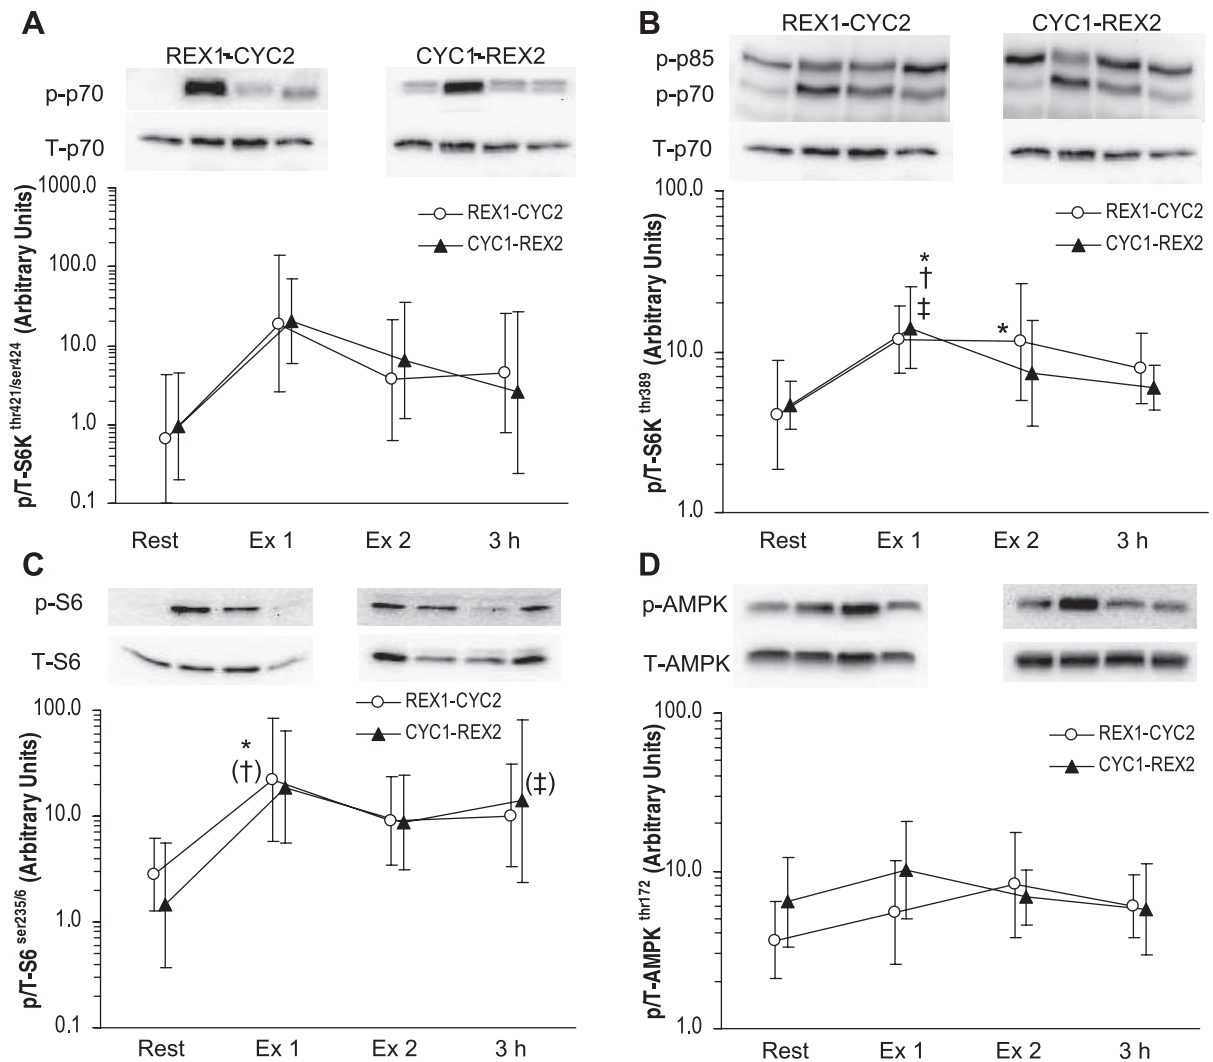 A
REX1-CYC2 CYC1-REX2
p-p70
T-p70
p/T-S6K thr421/ser424 (Arbitrary Units)
1000.0
100.0
10.0
1.0
0.1
REX1-CYC2
CYC1-REX2
Rest Ex 1 Ex 2 3 h
B
REX1-CYC2 CYC1-REX2
p-p85
p-p70
T-p70
p/T-S6K thr389 (Arbitrary Units)
100.0
10.0
1.0
REX1-CYC2
CYC1-REX2
*
†
‡
*
Rest Ex 1 Ex 2 3 h
C
p-S6
T-S6
p/T-S6 ser235/6 (Arbitrary Units)
100.0
10.0
1.0
0.1
REX1-CYC2
CYC1-REX2
*
(†)
(‡)
Rest Ex 1 Ex 2 3 h
D
p-AMPK
T-AMPK
p/T-AMPK thr172 (Arbitrary Units)
100.0
10.0
1.0
REX1-CYC2
CYC1-REX2
Rest Ex 1 Ex 2 3 h